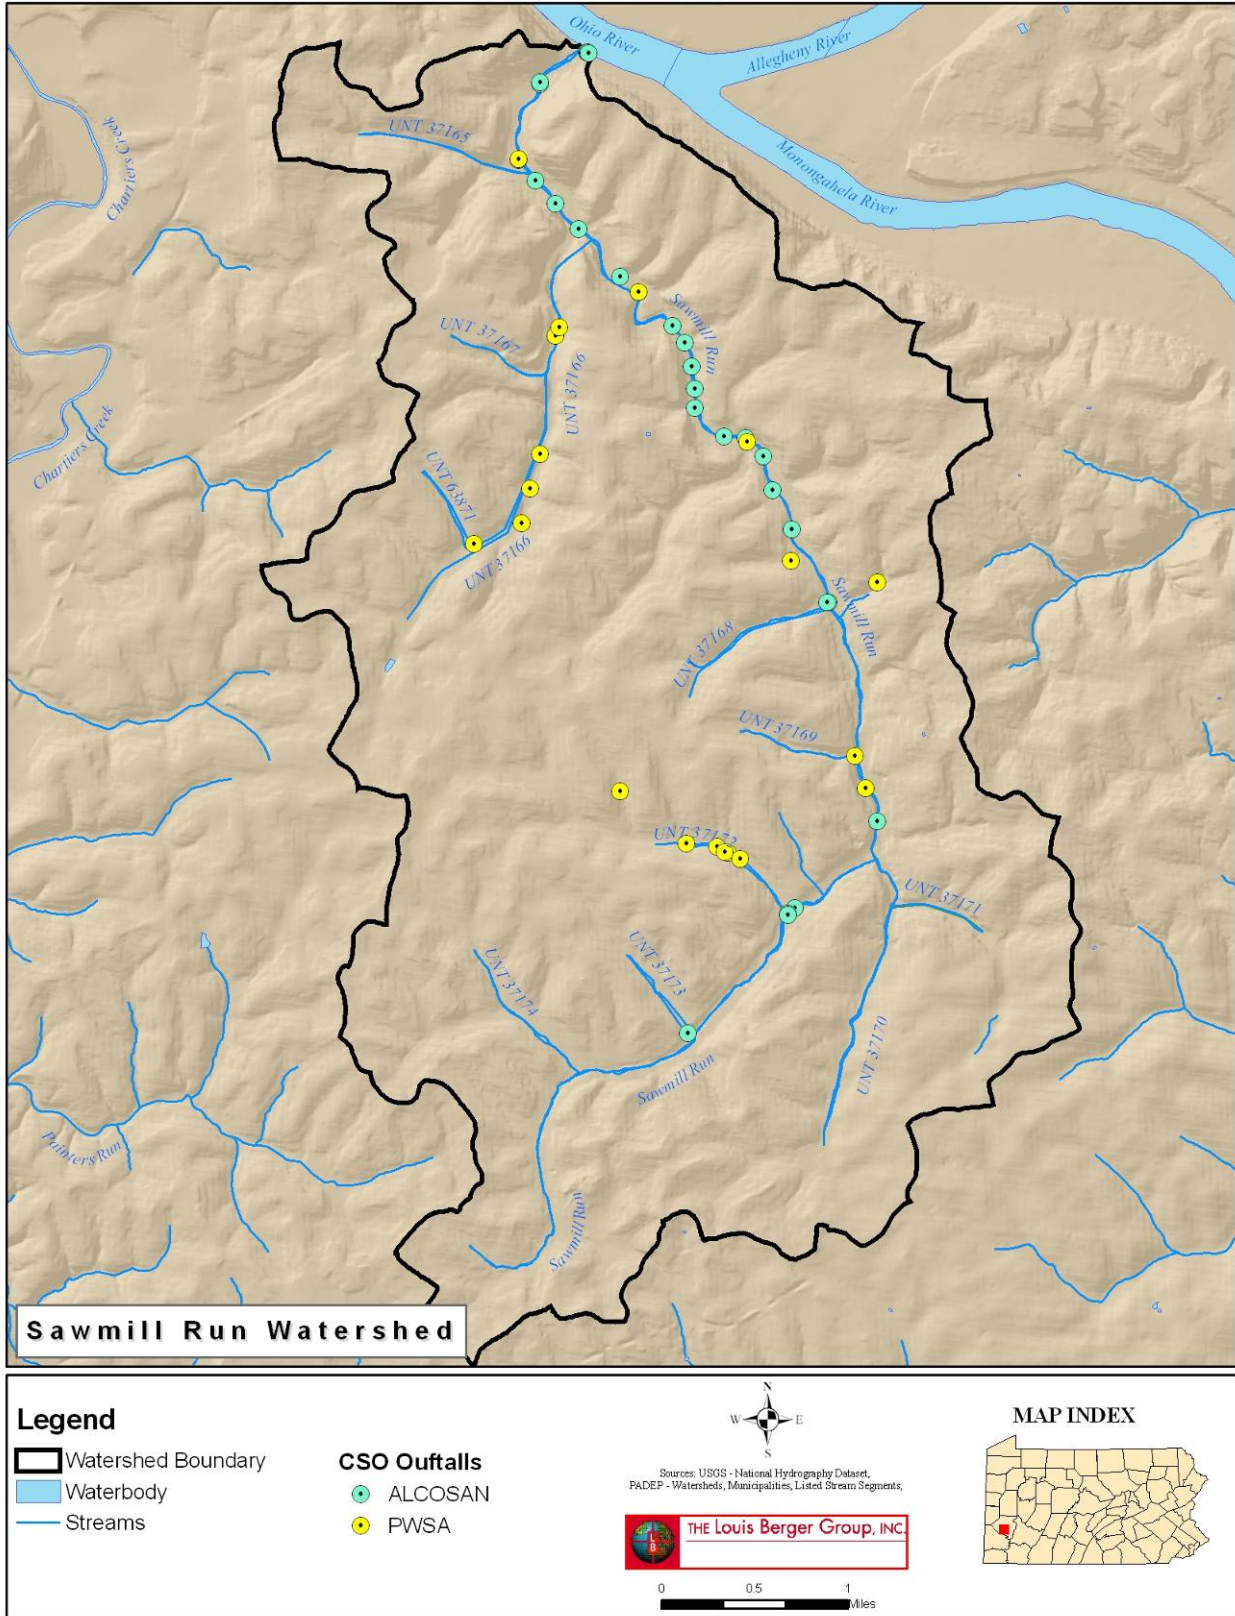 Ohio River
Allegheny River
Monongahela River
Chartiers Creek
UNT 37165
Sawmill Run
UNT 37167
UNT 37166
Chartiers Creek
UNT 63871
UNT 37166
Sawmill Run
UNT 37168
UNT 37169
UNT 37172
UNT 37171
UNT 37173
UNT 37174
UNT 37170
Sawmill Run
Painters Run
Sawmill Run
Sawmill Run Watershed
Legend
Watershed Boundary
Waterbody
Streams
CSO Ouftalls
ALCOSAN
PWSA
N
W
E
S
Sources: USGS - National Hydrography Dataset,
PADEP - Watersheds, Municipalities, Listed Stream Segments;
L
B
THE Louis Berger Group, INC.
0 0.5 1
Miles
MAP INDEX